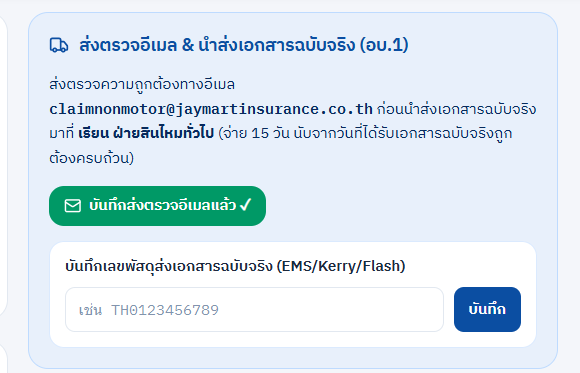 ส่งตรวจอีเมล & นำส่งเอกสารฉบับจริง (อบ.1)
ส่งตรวจความถูกต้องทางอีเมล
claimnonmotor@jaymartinsurance.co.th ก่อนนำส่งเอกสารฉบับจริง
มาที่ เรียน ฝ่ายสินไหมทั่วไป (จ่าย 15 วัน นับจากวันที่ได้รับเอกสารฉบับจริงถูก
ต้องครบถ้วน)
บันทึกส่งตรวจอีเมลแล้ว ✓
บันทึกเลขพัสดุส่งเอกสารฉบับจริง (EMS/Kerry/Flash)
เช่น TH0123456789
บันทึก